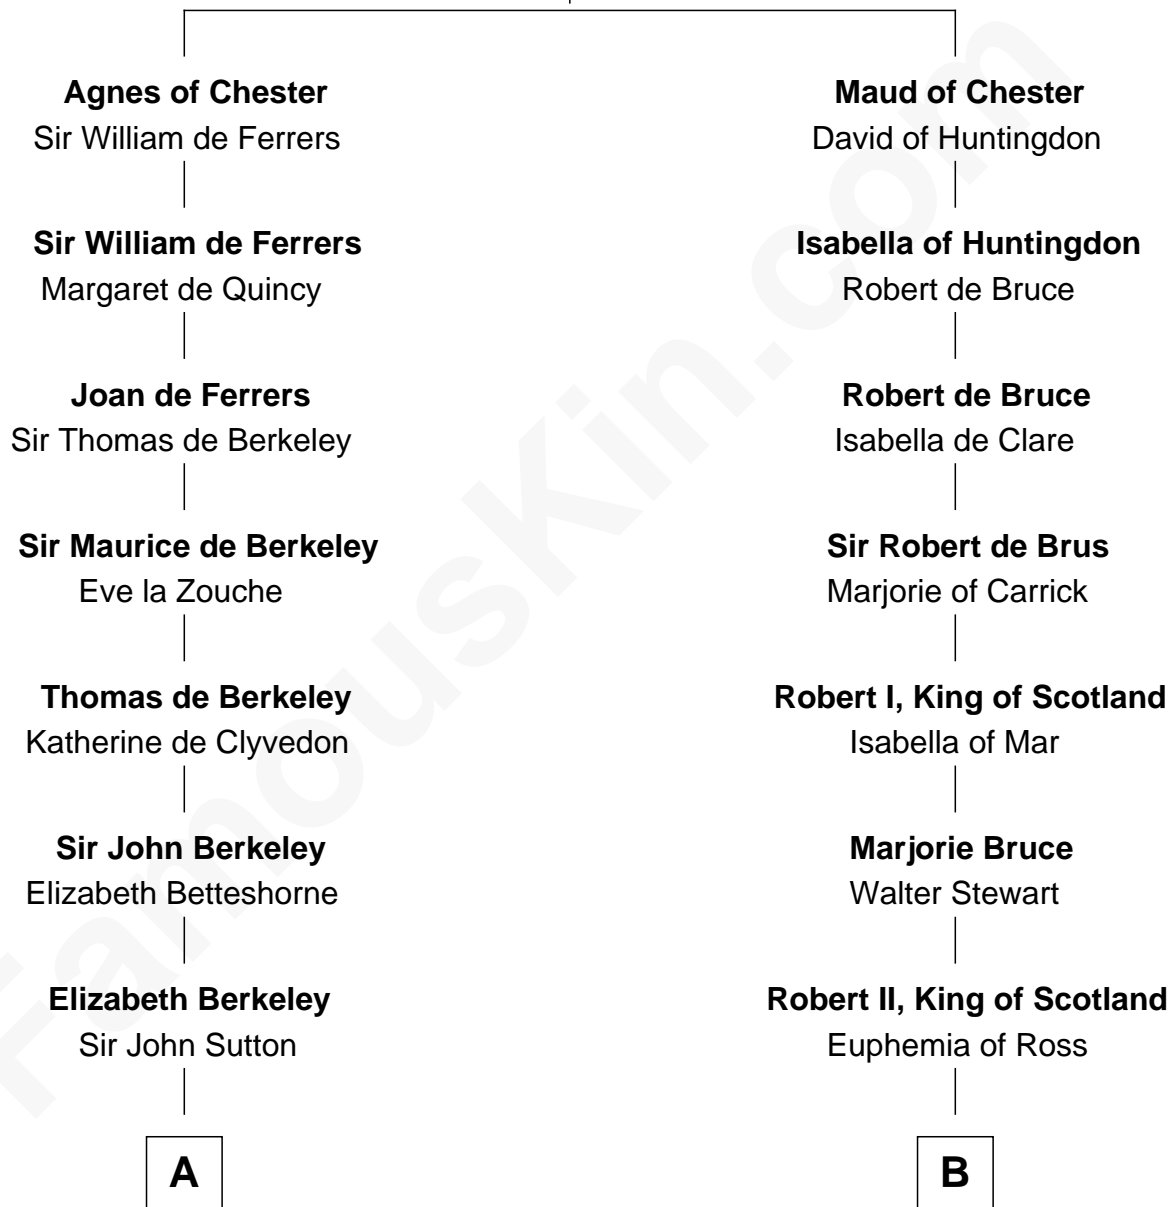 Agnes of Chester
Sir William de Ferrers
Sir William de Ferrers
Margaret de Quincy
Joan de Ferrers
Sir Thomas de Berkeley
Sir Maurice de Berkeley
Eve la Zouche
Thomas de Berkeley
Katherine de Clyvedon
Sir John Berkeley
Elizabeth Betteshorne
Elizabeth Berkeley
Sir John Sutton
A
Maud of Chester
David of Huntingdon
Isabella of Huntingdon
Robert de Bruce
Robert de Bruce
Isabella de Clare
Sir Robert de Brus
Marjorie of Carrick
Robert I, King of Scotland
Isabella of Mar
Marjorie Bruce
Walter Stewart
Robert II, King of Scotland
Euphemia of Ross
B
FamousKin.com